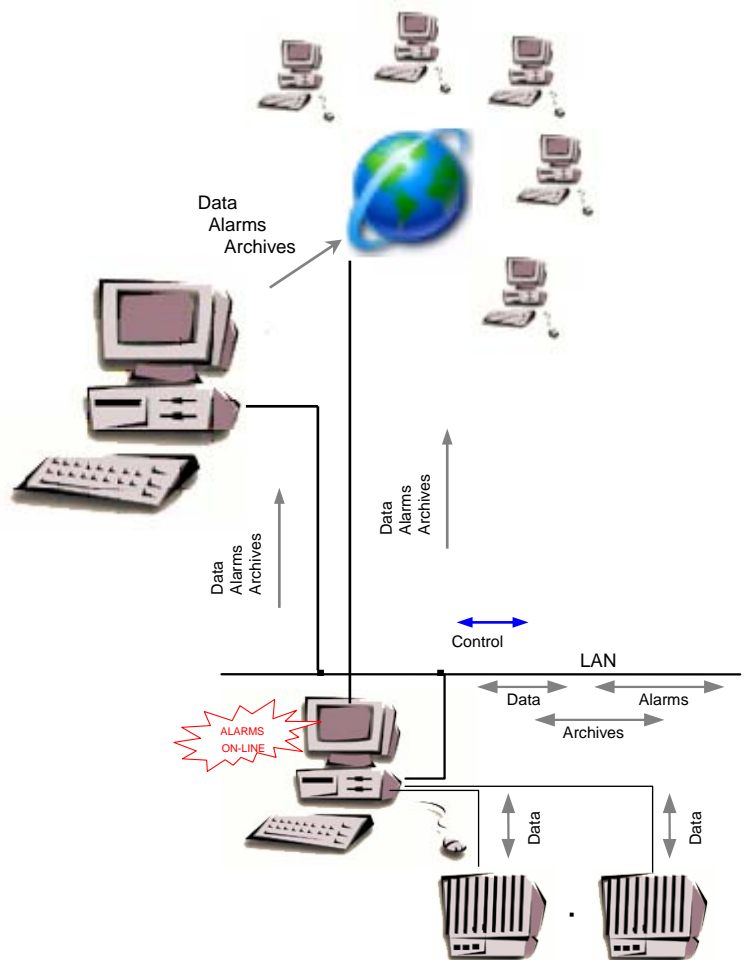 Data
Alarms
Archives
Data
Alarms
Archives
Data
Alarms
Archives
Control
LAN
Data
Alarms
Archives
ALARMS
ON-LINE
Data
Data